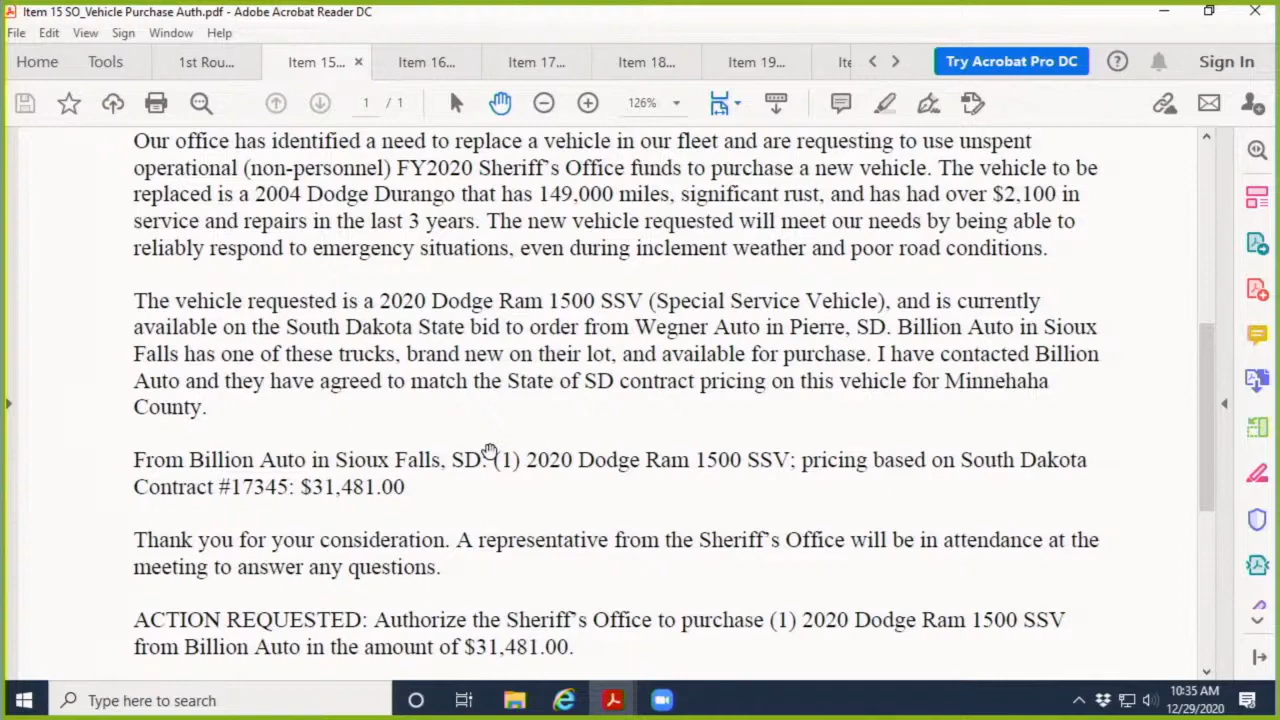 Item 15 SO_Vehicle Purchase Auth.pdf - Adobe Acrobat Reader DC
File Edit View Sign Window Help
Home Tools 1st Rou... Item 15... Item 16... Item 17... Item 18... Item 19... Ite Try Acrobat Pro DC Sign In
1 / 1 126%
Our office has identified a need to replace a vehicle in our fleet and are requesting to use unspent
operational (non-personnel) FY2020 Sheriff's Office funds to purchase a new vehicle. The vehicle to be
replaced is a 2004 Dodge Durango that has 149,000 miles, significant rust, and has had over $2,100 in
service and repairs in the last 3 years. The new vehicle requested will meet our needs by being able to
reliably respond to emergency situations, even during inclement weather and poor road conditions.
The vehicle requested is a 2020 Dodge Ram 1500 SSV (Special Service Vehicle), and is currently
available on the South Dakota State bid to order from Wegner Auto in Pierre, SD. Billion Auto in Sioux
Falls has one of these trucks, brand new on their lot, and available for purchase. I have contacted Billion
Auto and they have agreed to match the State of SD contract pricing on this vehicle for Minnehaha
County.
From Billion Auto in Sioux Falls, SD: (1) 2020 Dodge Ram 1500 SSV; pricing based on South Dakota
Contract #17345: $31,481.00
Thank you for your consideration. A representative from the Sheriff's Office will be in attendance at the
meeting to answer any questions.
ACTION REQUESTED: Authorize the Sheriff's Office to purchase (1) 2020 Dodge Ram 1500 SSV
from Billion Auto in the amount of $31,481.00.
Type here to search
10:35 AM
12/29/2020